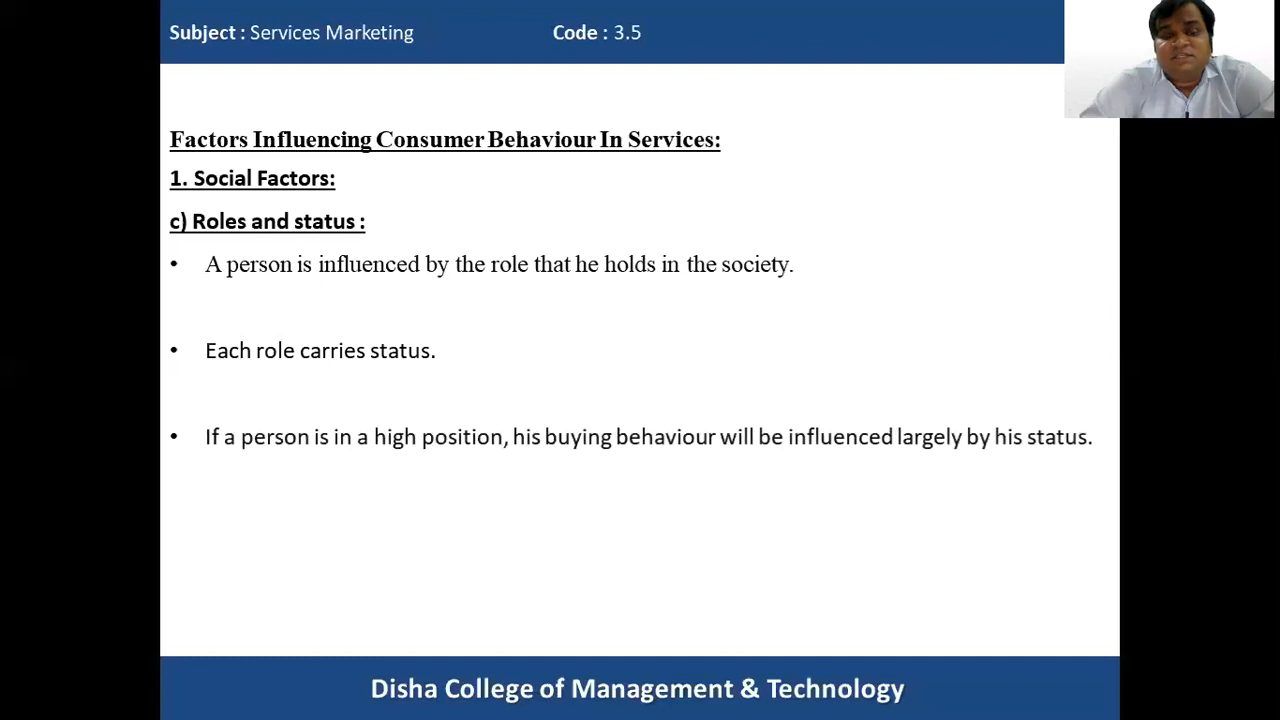 Subject : Services Marketing Code : 3.5
Factors Influencing Consumer Behaviour In Services:
1. Social Factors:
c) Roles and status :
• A person is influenced by the role that he holds in the society.
• Each role carries status.
• If a person is in a high position, his buying behaviour will be influenced largely by his status.
Disha College of Management & Technology